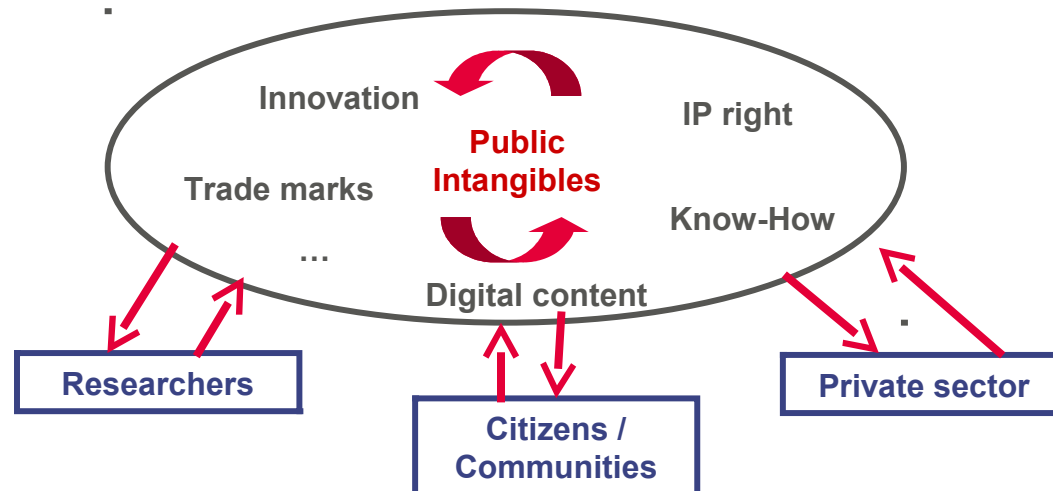 Innovation
IP right
Public
Intangibles
Trade marks
Know-How
…
Digital content
Researchers
Private sector
Citizens /
Communities